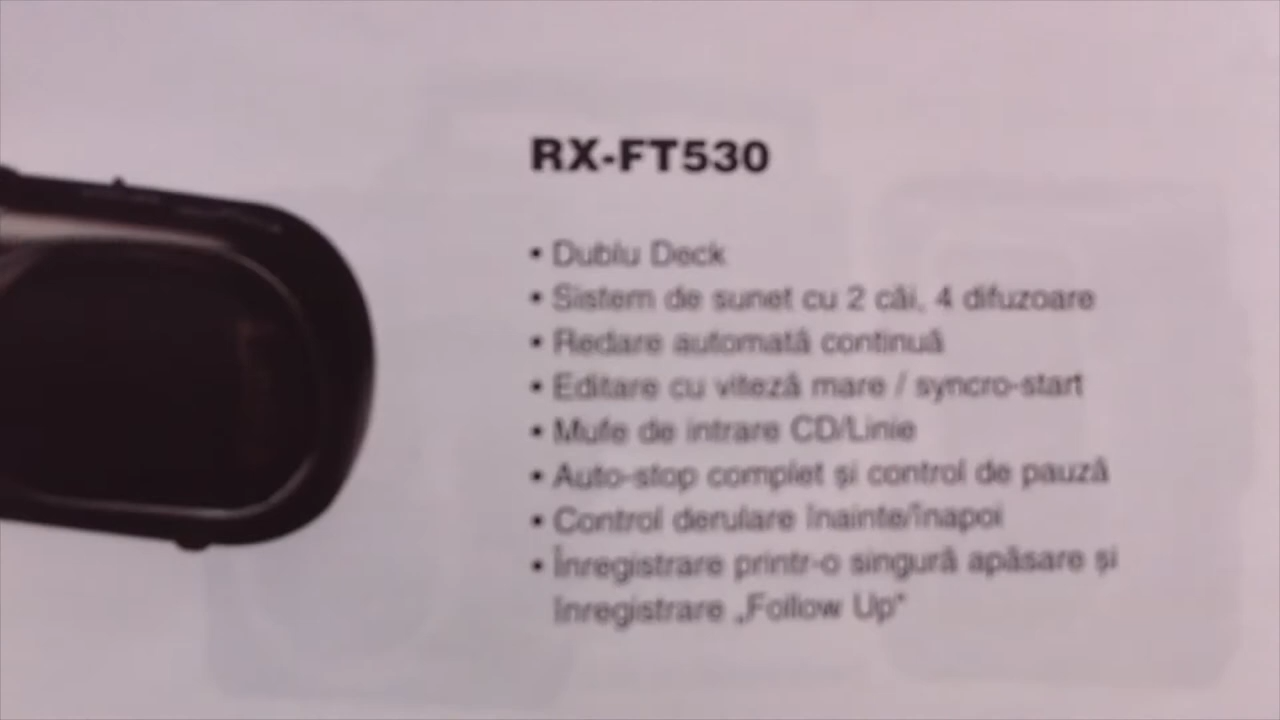 RX-FT530
• Dublu Deck
• Sistem de sunet cu 2 căi, 4 difuzoare
• Redare automată continuă
• Editare cu viteză mare / syncro-start
• Mufe de intrare CD/Linie
• Auto-stop complet și control de pauză
• Control derulare înainte/înapoi
• Înregistrare printr-o singură apăsare și
înregistrare „Follow Up"